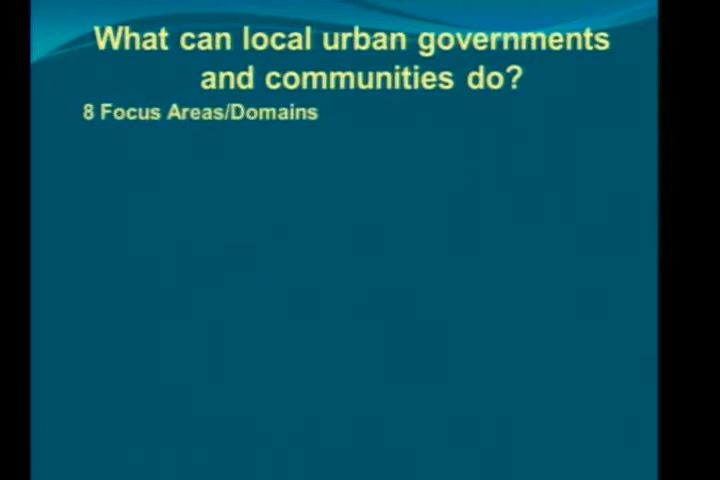 What can local urban governments
and communities do?
8 Focus Areas/Domains